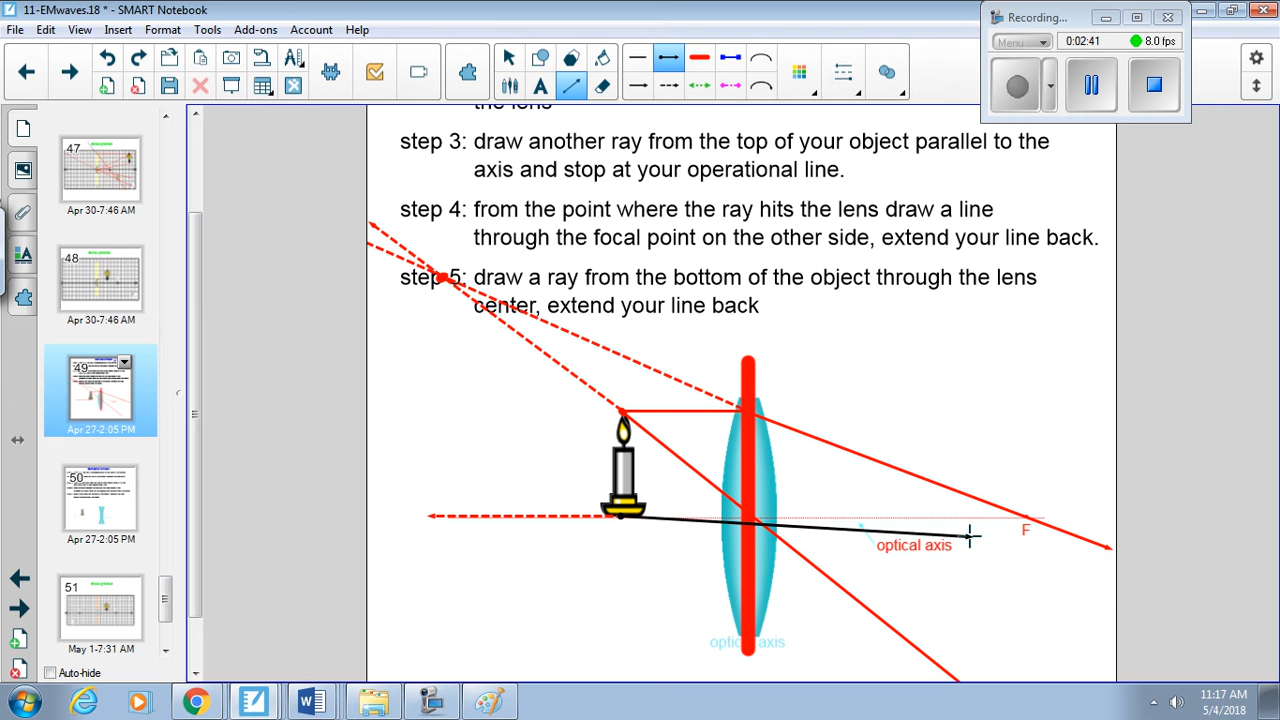 11-EMwaves.18 * - SMART Notebook
Recording...
File Edit View Insert Format Tools Add-ons Account Help
Menu
0:02:41
8.0 fps
the lens
47
step 3: draw another ray from the top of your object parallel to the
axis and stop at your operational line.
Apr 30-7:46 AM
step 4: from the point where the ray hits the lens draw a line
through the focal point on the other side, extend your line back.
48
step 5: draw a ray from the bottom of the object through the lens
center, extend your line back
Apr 30-7:46 AM
49
Apr 27-2:05 PM
50
F
optical axis
Apr 27-2:05 PM
51
optical axis
May 1-7:31 AM
Auto-hide
11:17 AM
5/4/2018